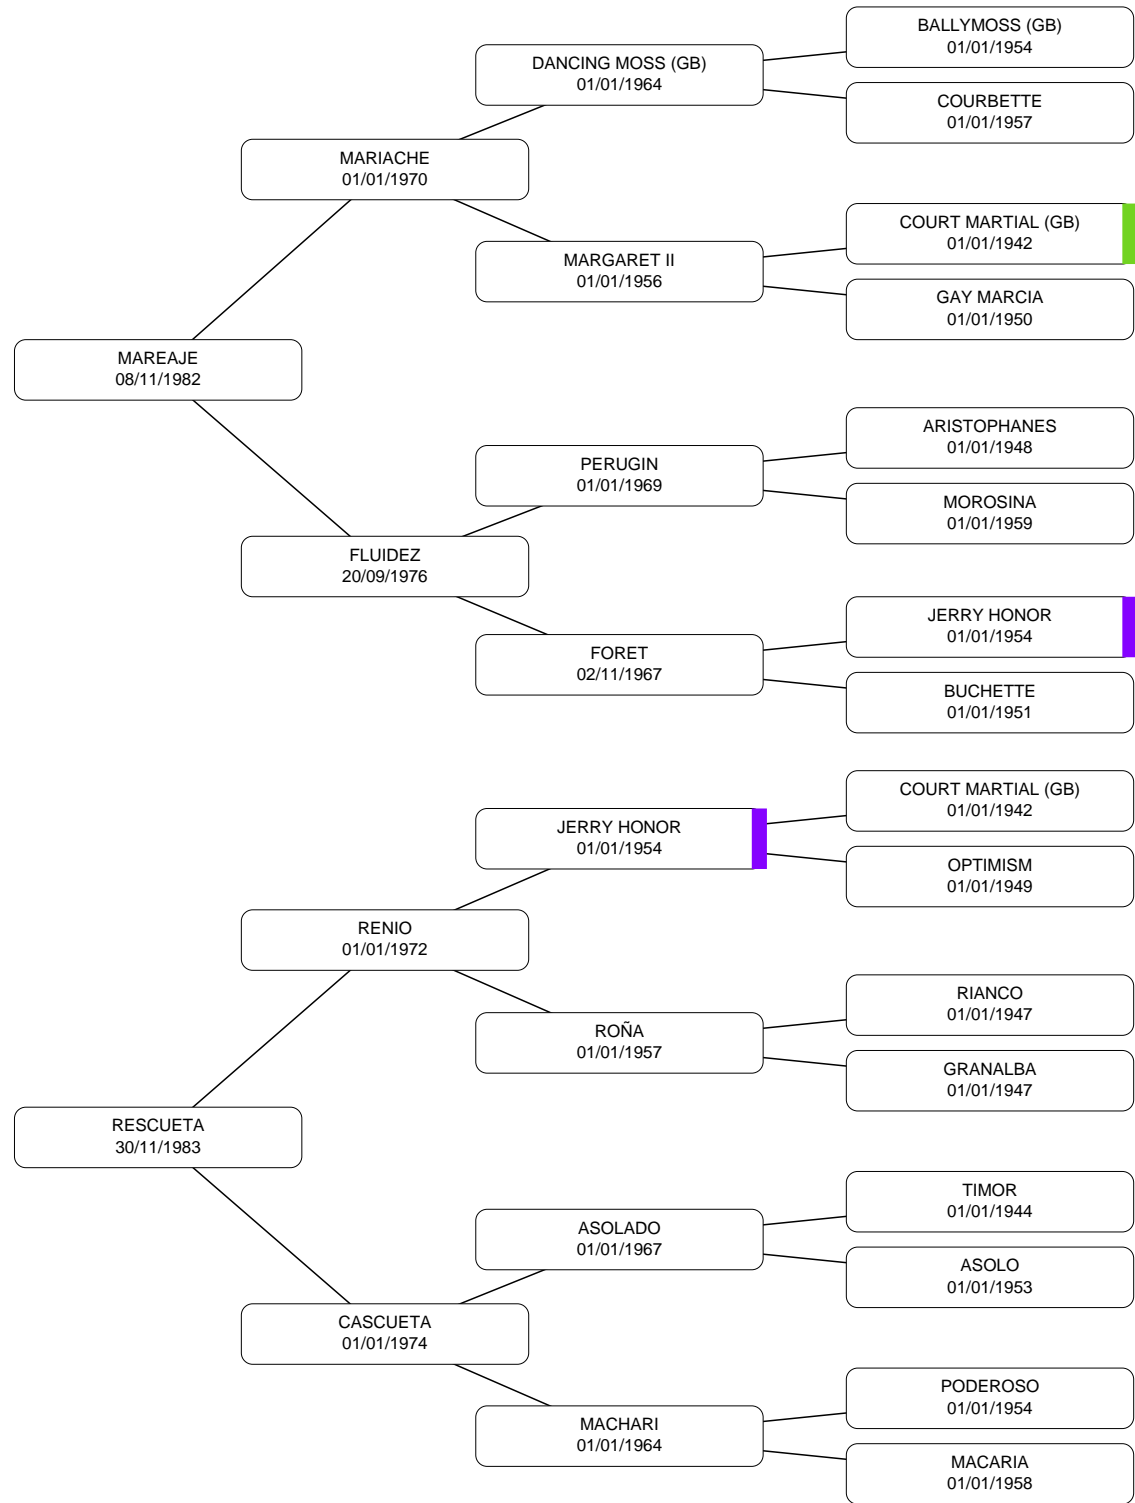 BALLYMOSS (GB)
01/01/1954
DANCING MOSS (GB)
01/01/1964
COURBETTE
01/01/1957
MARIACHE
01/01/1970
COURT MARTIAL (GB)
01/01/1942
MARGARET II
01/01/1956
GAY MARCIA
01/01/1950
MAREAJE
08/11/1982
ARISTOPHANES
01/01/1948
PERUGIN
01/01/1969
MOROSINA
01/01/1959
FLUIDEZ
20/09/1976
JERRY HONOR
01/01/1954
FORET
02/11/1967
BUCHETTE
01/01/1951
COURT MARTIAL (GB)
01/01/1942
JERRY HONOR
01/01/1954
OPTIMISM
01/01/1949
RENIO
01/01/1972
RIANCO
01/01/1947
ROÑA
01/01/1957
GRANALBA
01/01/1947
RESCUETA
30/11/1983
TIMOR
01/01/1944
ASOLADO
01/01/1967
ASOLO
01/01/1953
CASCUETA
01/01/1974
PODEROSO
01/01/1954
MACHARI
01/01/1964
MACARIA
01/01/1958